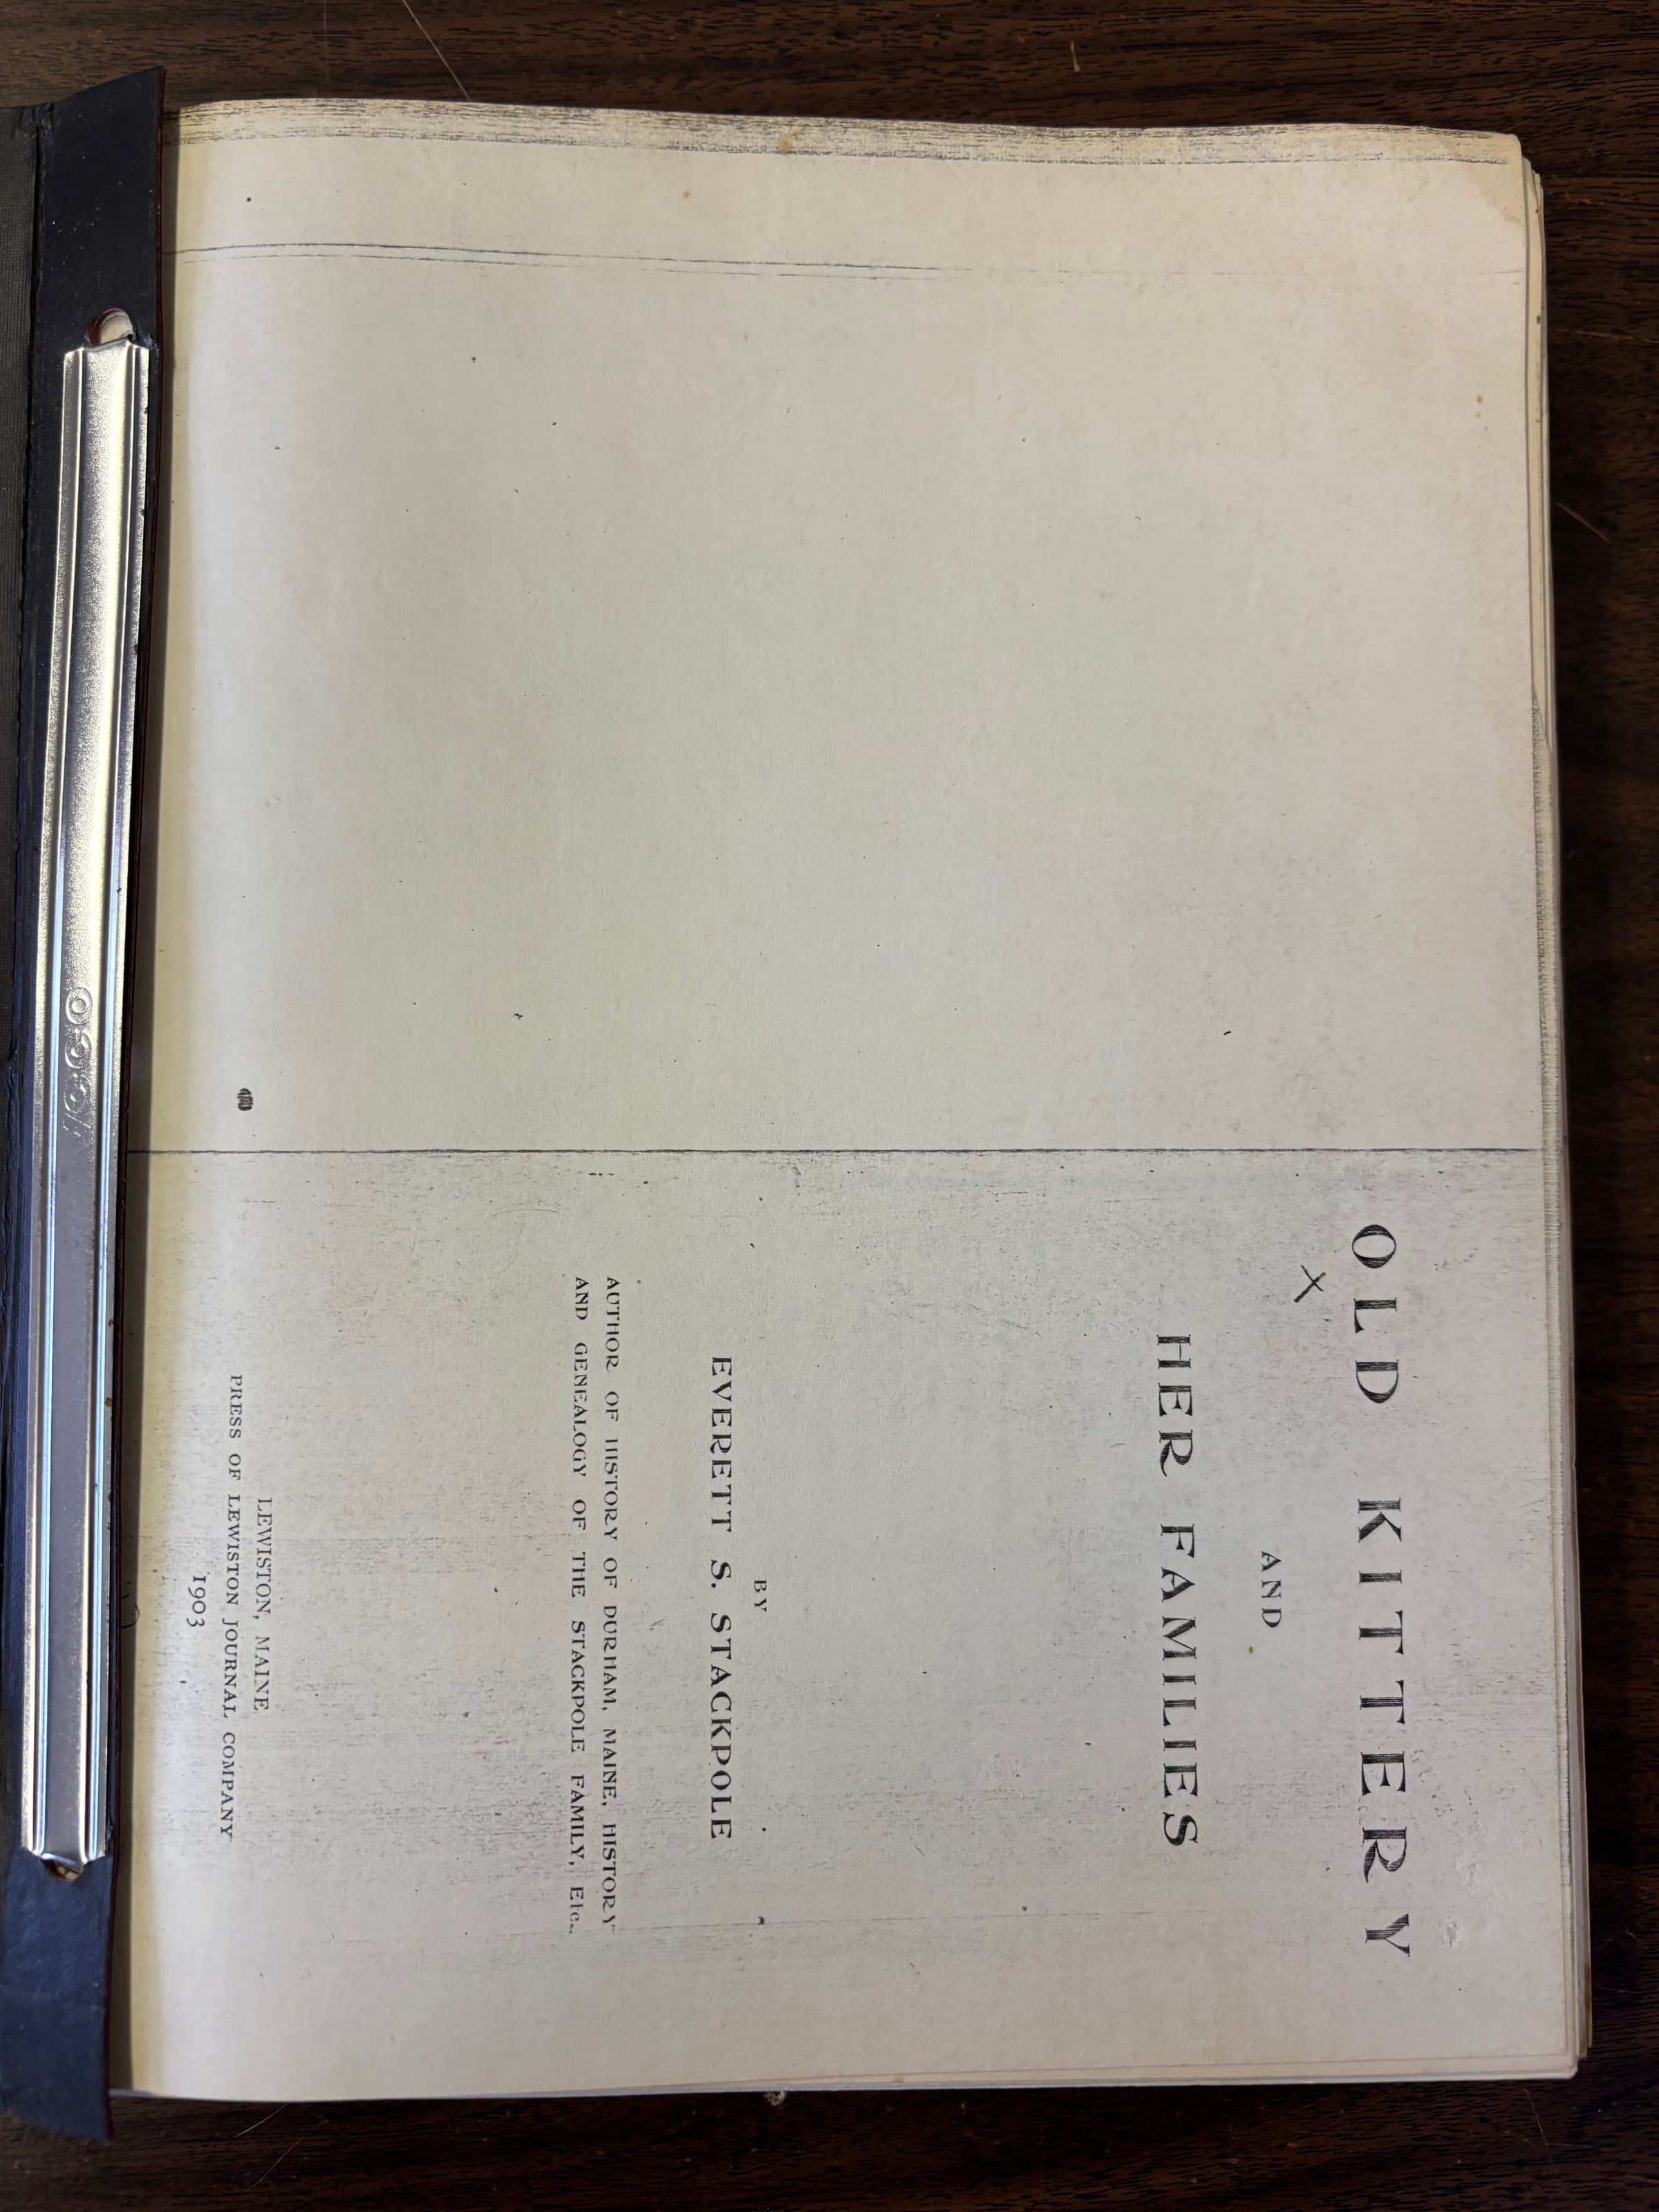 OLD KITTERY
AND
HER FAMILIES
BY
EVERETT S. STACKPOLE
AUTHOR OF HISTORY OF DURHAM, MAINE, HISTORY
AND GENEALOGY OF THE STACKPOLE FAMILY, Etc.
LEWISTON, MAINE
PRESS OF LEWISTON JOURNAL COMPANY
1903